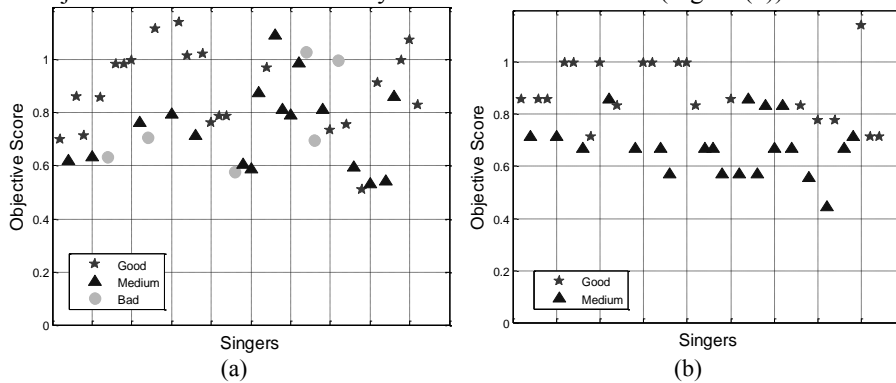 1
0.8
0.6
0.4
0.2
0
Objective Score
Good
Medium
Bad
Singers
(a)
1
0.8
0.6
0.4
0.2
0
Objective Score
Good
Medium
Singers
(b)